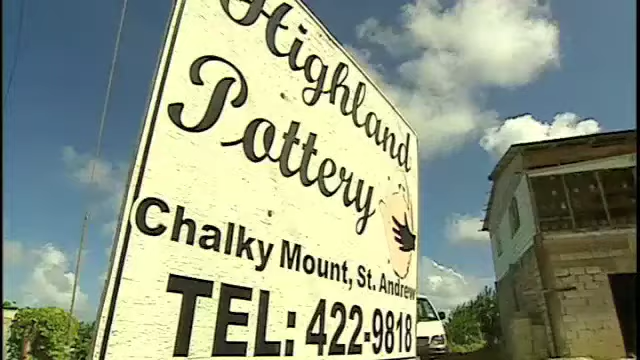 Highland
Pottery
Chalky Mount, St. Andrew
TEL: 422-9818